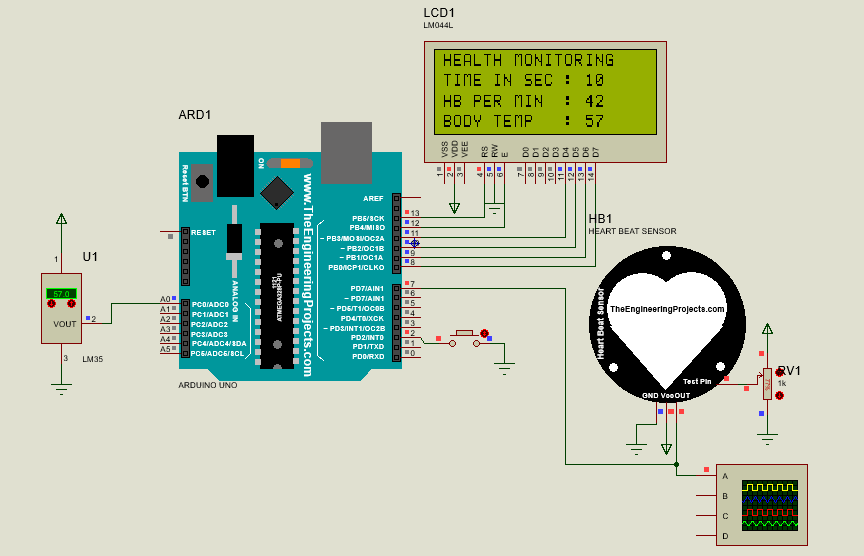 LCD1
LM044L
HEALTH MONITORING
TIME IN SEC : 10
HB PER MIN : 42
BODY TEMP : 57
VSS
VDD
VEE
RS
RW
E
D0
D1
D2
D3
D4
D5
D6
D7
1
2
3
4
5
6
7
8
9
10
11
12
13
14
ARD1
Reset BTN
ON
www.TheEngineeringProjects.com
ANALOG IN
ATMEGA328P-PU
1121
RESET
A0
A1
A2
A3
A4
A5
PC0/ADC0
PC1/ADC1
PC2/ADC2
PC3/ADC3
PC4/ADC4/SDA
PC5/ADC5/SCL
AREF
PB5/SCK
PB4/MISO
~ PB3/MOSI/OC2A
~ PB2/OC1B
~ PB1/OC1A
PB0/ICP1/CLKO
13
12
11
9
8
PD7/AIN1
~ PD7/AIN1
~ PD5/T1/OC0B
PD4/T0/XCK
~ PD3/INT1/OC2B
PD2/INT0
PD1/TXD
PD0/RXD
7
6
5
4
3
2
1
0
ARDUINO UNO
U1
1
57.0
VOUT
2
3
LM35
HB1
HEART BEAT SENSOR
Heart Beat Sensor
TheEngineeringProjects.com
Test Pin
GND Vcc OUT
RV1
1k
77%
A
B
C
D